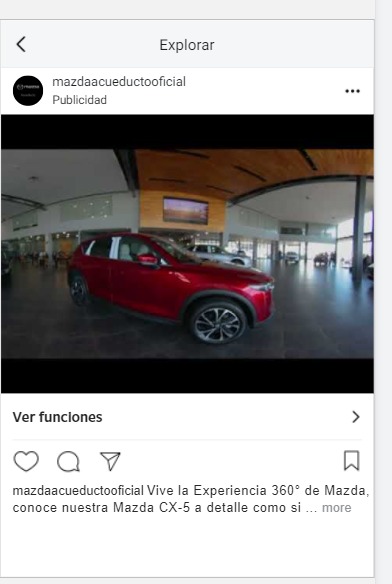 Explorar
mazdaacueductooficial
Publicidad
Ver funciones
mazdaacueductooficial Vive la Experiencia 360° de Mazda,
conoce nuestra Mazda CX-5 a detalle como si ... more